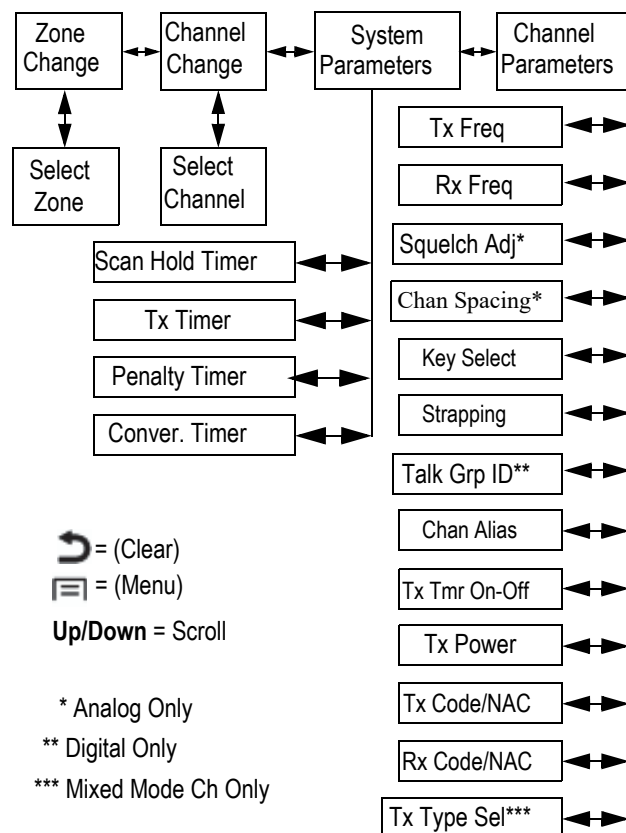 Zone
Change
Channel
Change
System
Parameters
Channel
Parameters
Select
Zone
Select
Channel
Scan Hold Timer
Tx Timer
Penalty Timer
Conver. Timer
Tx Freq
Rx Freq
Squelch Adj*
Chan Spacing*
Key Select
Strapping
Talk Grp ID**
Chan Alias
Tx Tmr On-Off
Tx Power
Tx Code/NAC
Rx Code/NAC
Tx Type Sel***
= (Clear)
= (Menu)
Up/Down = Scroll
* Analog Only
** Digital Only
*** Mixed Mode Ch Only